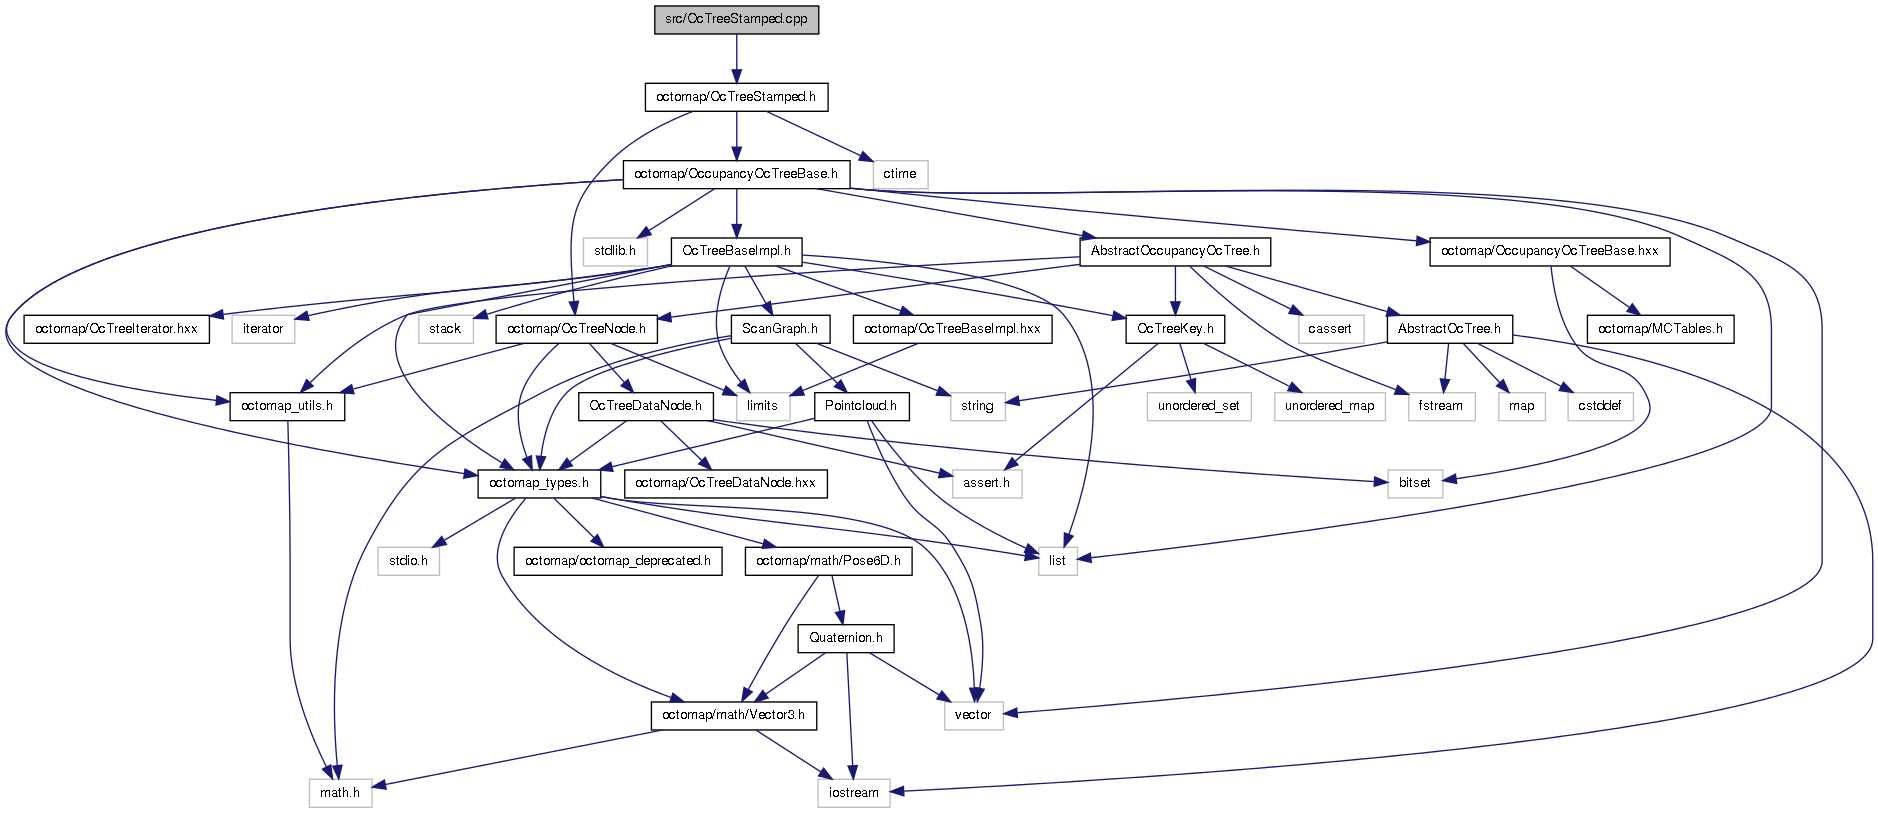 src/OcTreeStamped.cpp
octomap/OcTreeStamped.h
octomap/OccupancyOcTreeBase.h
ctime
stdlib.h
OcTreeBaseImpl.h
AbstractOccupancyOcTree.h
octomap/OccupancyOcTreeBase.hxx
octomap/OcTreeIterator.hxx
iterator
stack
octomap/OcTreeNode.h
ScanGraph.h
octomap/OcTreeBaseImpl.hxx
OcTreeKey.h
cassert
AbstractOcTree.h
octomap/MCTables.h
octomap_utils.h
OcTreeDataNode.h
limits
Pointcloud.h
string
unordered_set
unordered_map
fstream
map
cstddef
octomap_types.h
octomap/OcTreeDataNode.hxx
assert.h
bitset
stdio.h
octomap/octomap_deprecated.h
octomap/math/Pose6D.h
list
Quaternion.h
octomap/math/Vector3.h
vector
math.h
iostream